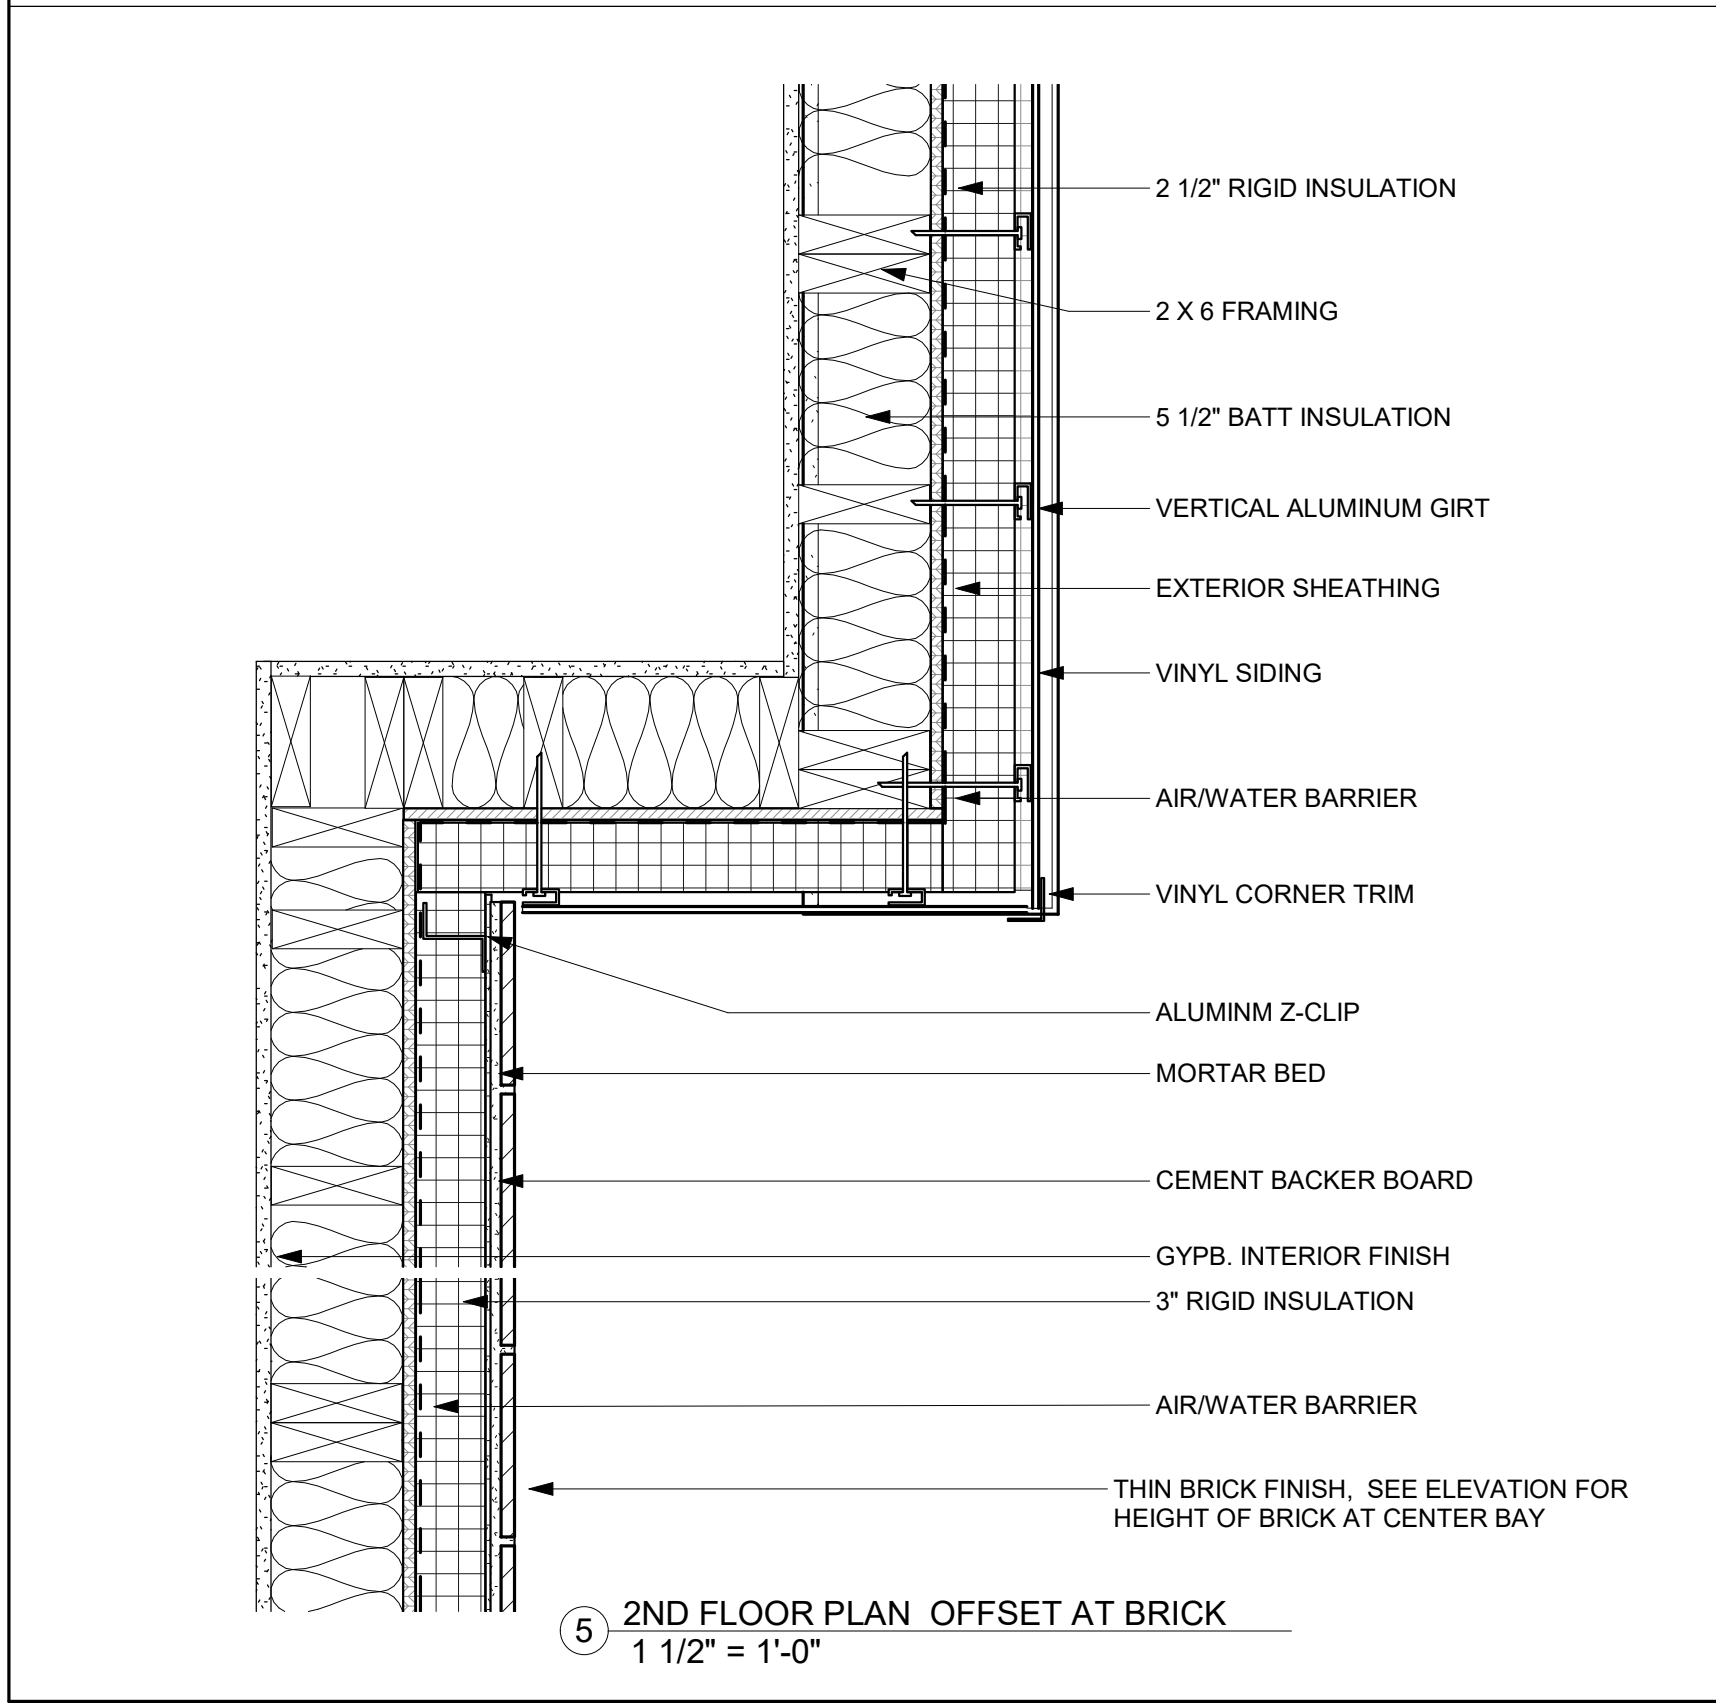 2 1/2" RIGID INSULATION
2 X 6 FRAMING
5 1/2" BATT INSULATION
VERTICAL ALUMINUM GIRT
EXTERIOR SHEATHING
VINYL SIDING
AIR/WATER BARRIER
VINYL CORNER TRIM
ALUMINM Z-CLIP
MORTAR BED
CEMENT BACKER BOARD
GYPB. INTERIOR FINISH
3" RIGID INSULATION
AIR/WATER BARRIER
THIN BRICK FINISH, SEE ELEVATION FOR
HEIGHT OF BRICK AT CENTER BAY
5 2ND FLOOR PLAN OFFSET AT BRICK
1 1/2" = 1'-0"